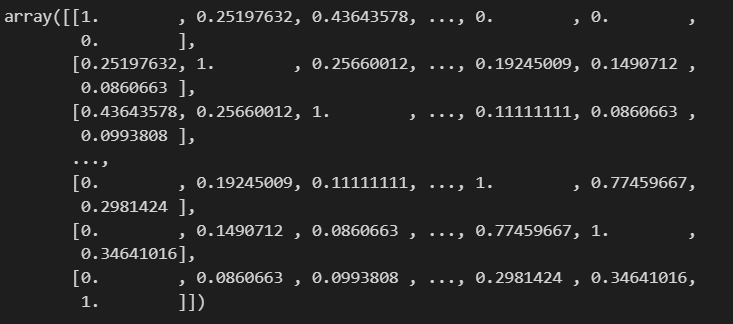 array([[1.        , 0.25197632, 0.43643578, ..., 0.        , 0.        ,
        0.        ],
       [0.25197632, 1.        , 0.25660012, ..., 0.19245009, 0.1490712 ,
        0.0860663 ],
       [0.43643578, 0.25660012, 1.        , ..., 0.11111111, 0.0860663 ,
        0.0993808 ],
       ...,
       [0.        , 0.19245009, 0.11111111, ..., 1.        , 0.77459667,
        0.2981424 ],
       [0.        , 0.1490712 , 0.0860663 , ..., 0.77459667, 1.        ,
        0.34641016],
       [0.        , 0.0860663 , 0.0993808 , ..., 0.2981424 , 0.34641016,
        1.        ]])